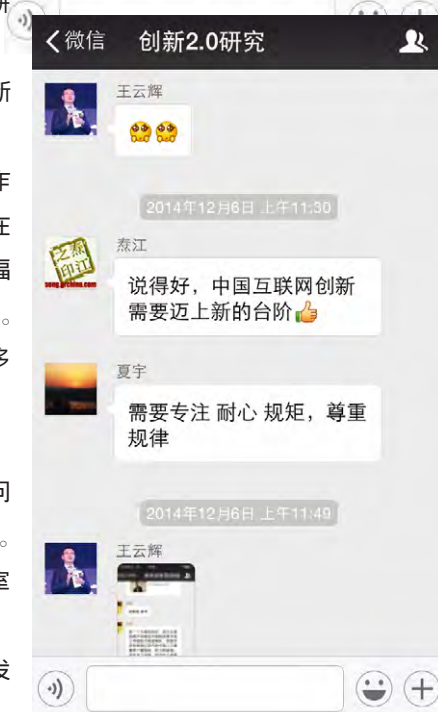 微信 创新2.0研究
王云辉
2014年12月6日 上午11:30
江
说得好，中国互联网创新
需要迈上新的台阶
夏宇
需要专注 耐心 规矩，尊重
规律
2014年12月6日 上午11:49
王云辉